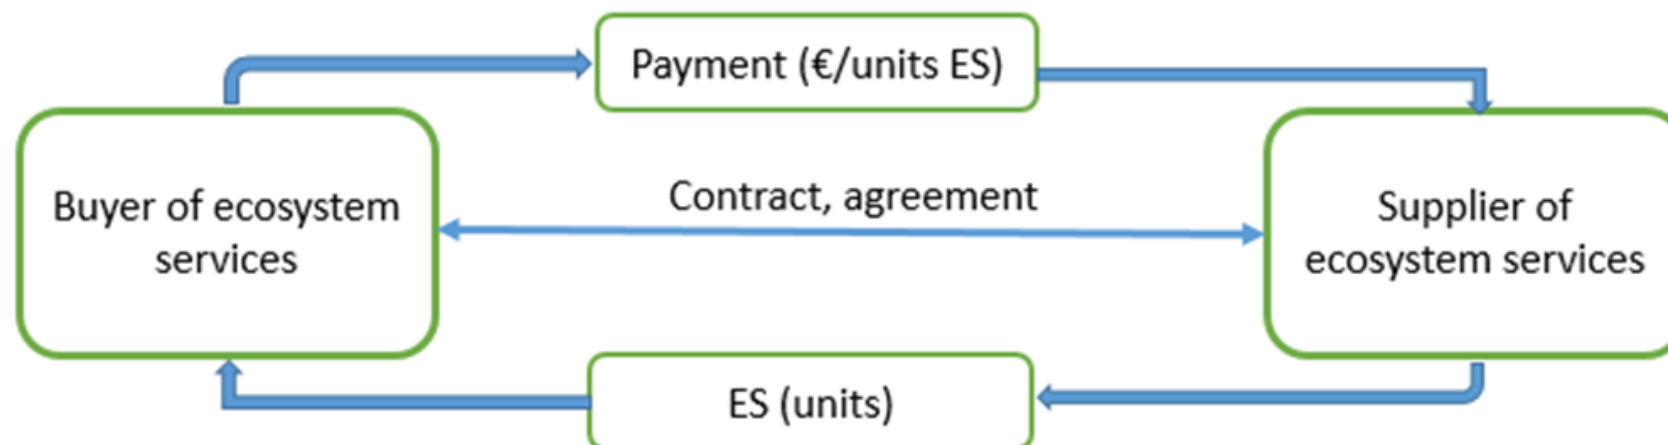 Payment (€/units ES)
Buyer of ecosystem
services
Contract, agreement
Supplier of
ecosystem services
ES (units)